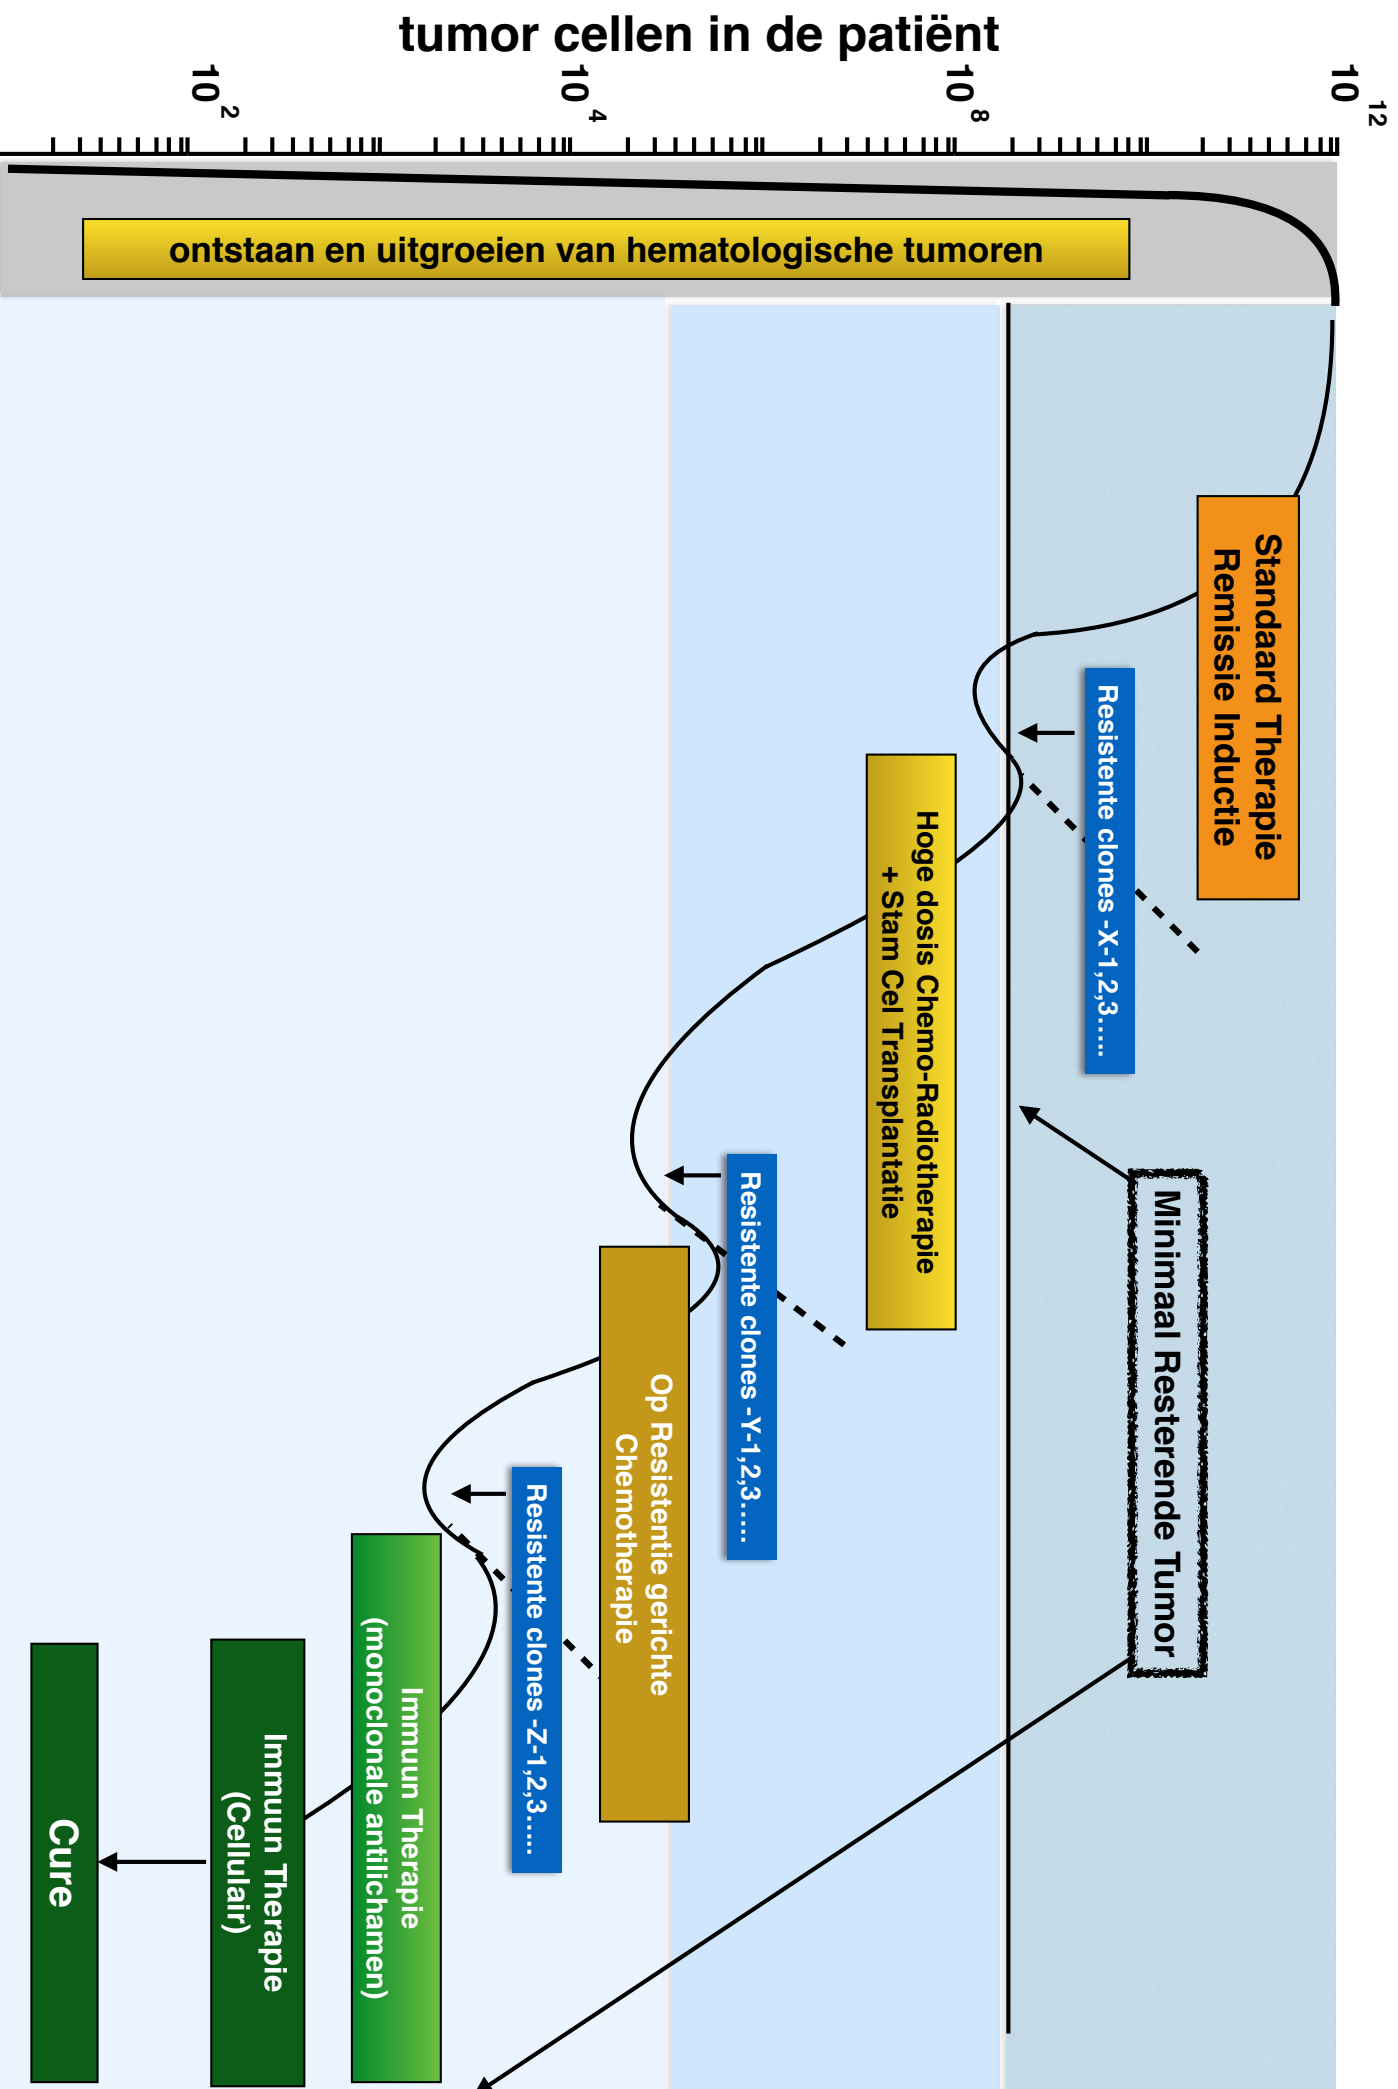 tumor cellen in de patiënt
10 12
10 8
10 4
10 2
ontstaan en uitgroeien van hematologische tumoren
Standaard Therapie
Remissie Inductie
Resistente clones -X-1,2,3…..
Hoge dosis Chemo-Radiotherapie
+ Stam Cel Transplantatie
Minimaal Resterende Tumor
Resistente clones -Y-1,2,3…..
Op Resistentie gerichte
Chemotherapie
Resistente clones -Z-1,2,3…..
Immuun Therapie
(monoclonale antilichamen)
Immuun Therapie
(Cellulair)
Cure